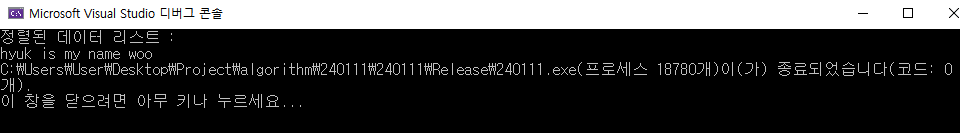 Microsoft Visual Studio 디버그 콘솔
정렬된 데이터 리스트 :
hyuk is my name woo
C:₩Users₩User₩Desktop₩Project₩algorithm₩240111₩240111₩Release₩240111.exe(프로세스 18780개)이(가) 종료되었습니다(코드: 0
개).
이 창을 닫으려면 아무 키나 누르세요...